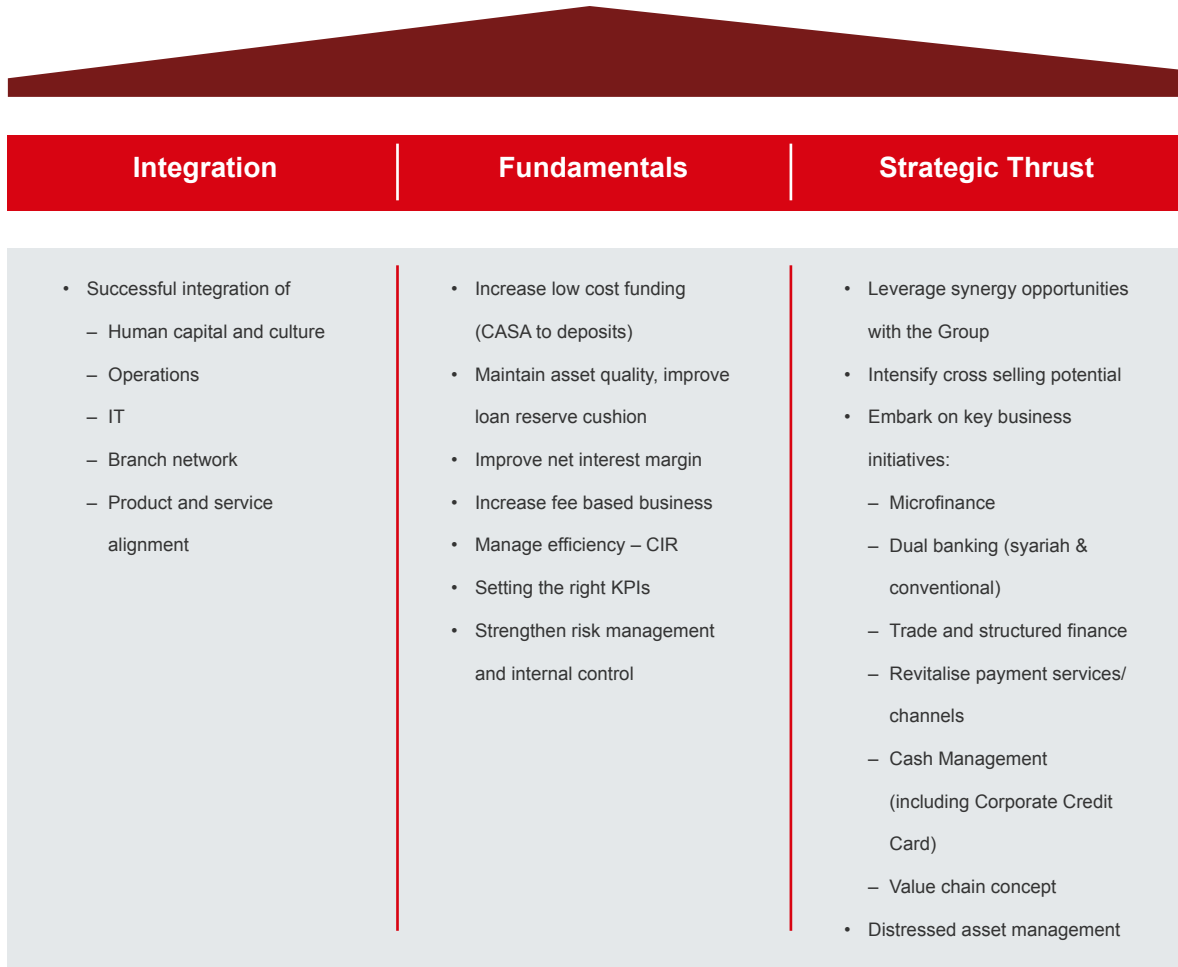 Integration
• Successful integration of
– Human capital and culture
– Operations
– IT
– Branch network
– Product and service
alignment
Fundamentals
• Increase low cost funding
(CASA to deposits)
• Maintain asset quality, improve
loan reserve cushion
• Improve net interest margin
• Increase fee based business
• Manage efficiency – CIR
• Setting the right KPIs
• Strengthen risk management
and internal control
Strategic Thrust
• Leverage synergy opportunities
with the Group
• Intensify cross selling potential
• Embark on key business
initiatives:
– Microfinance
– Dual banking (syariah &
conventional)
– Trade and structured finance
– Revitalise payment services/
channels
– Cash Management
(including Corporate Credit
Card)
– Value chain concept
• Distressed asset management